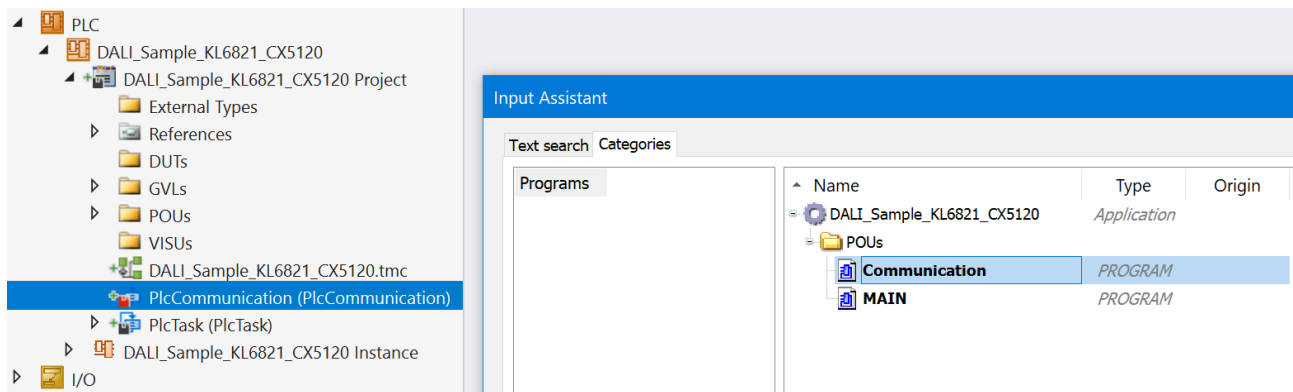 PLC
DALI_Sample_KL6821_CX5120
DALI_Sample_KL6821_CX5120 Project
External Types
References
DUTs
GVLs
POUs
VISUs
DALI_Sample_KL6821_CX5120.tmc
PlcCommunication (PlcCommunication)
PlcTask (PlcTask)
DALI_Sample_KL6821_CX5120 Instance
I/O
Input Assistant
Text search Categories
Programs
Name Type Origin
DALI_Sample_KL6821_CX5120 Application
POUs
Communication PROGRAM
MAIN PROGRAM